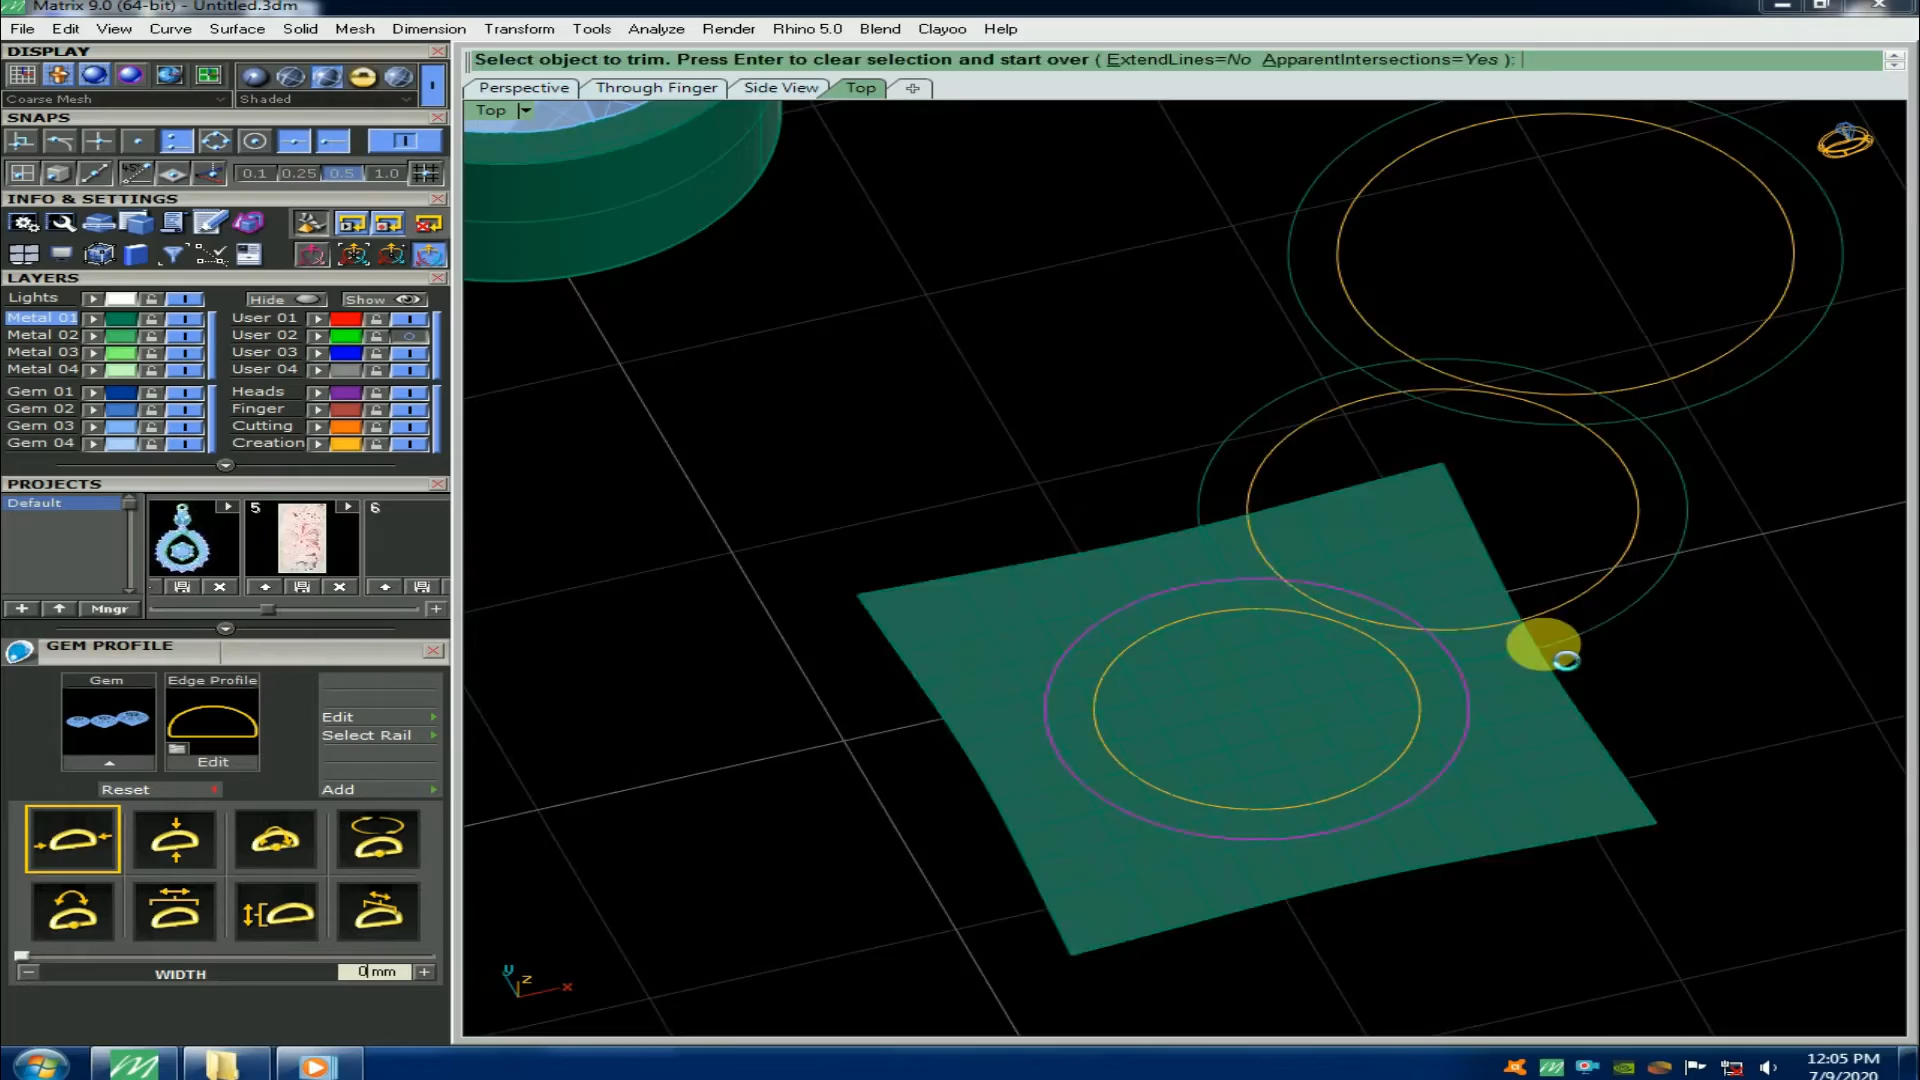 Matrix 9.0 (64-bit) - Untitled.3dm
File Edit View Curve Surface Solid Mesh Dimension Transform Tools Analyze Render Rhino 5.0 Blend Clayoo Help
DISPLAY
Select object to trim. Press Enter to clear selection and start over ( ExtendLines=No ApparentIntersections=Yes ):
Coarse Mesh Shaded
Perspective Through Finger Side View Top
Top
SNAPS
45°
0.1 0.25 0.5 1.0
INFO & SETTINGS
LAYERS
Lights Hide Show
Metal 01 User 01
Metal 02 User 02
Metal 03 User 03
Metal 04 User 04
Gem 01 Heads
Gem 02 Finger
Gem 03 Cutting
Gem 04 Creation
PROJECTS
Default
5 6
Mngr
GEM PROFILE
Gem Edge Profile
Edit
Select Rail
Edit
Reset Add
WIDTH 0 mm
y z x
12:05 PM
7/9/2020